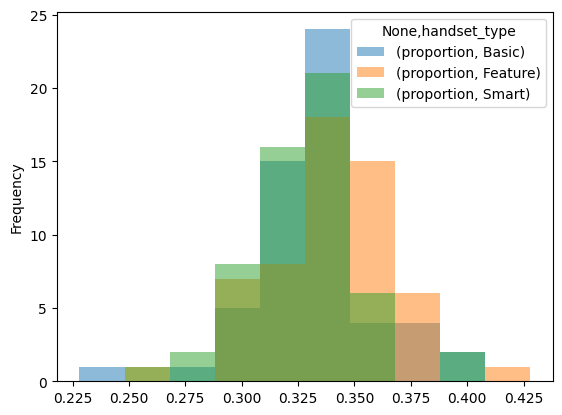 25
20
15
10
5
0
Frequency
None,handset_type
(proportion, Basic)
(proportion, Feature)
(proportion, Smart)
0.225 0.250 0.275 0.300 0.325 0.350 0.375 0.400 0.425